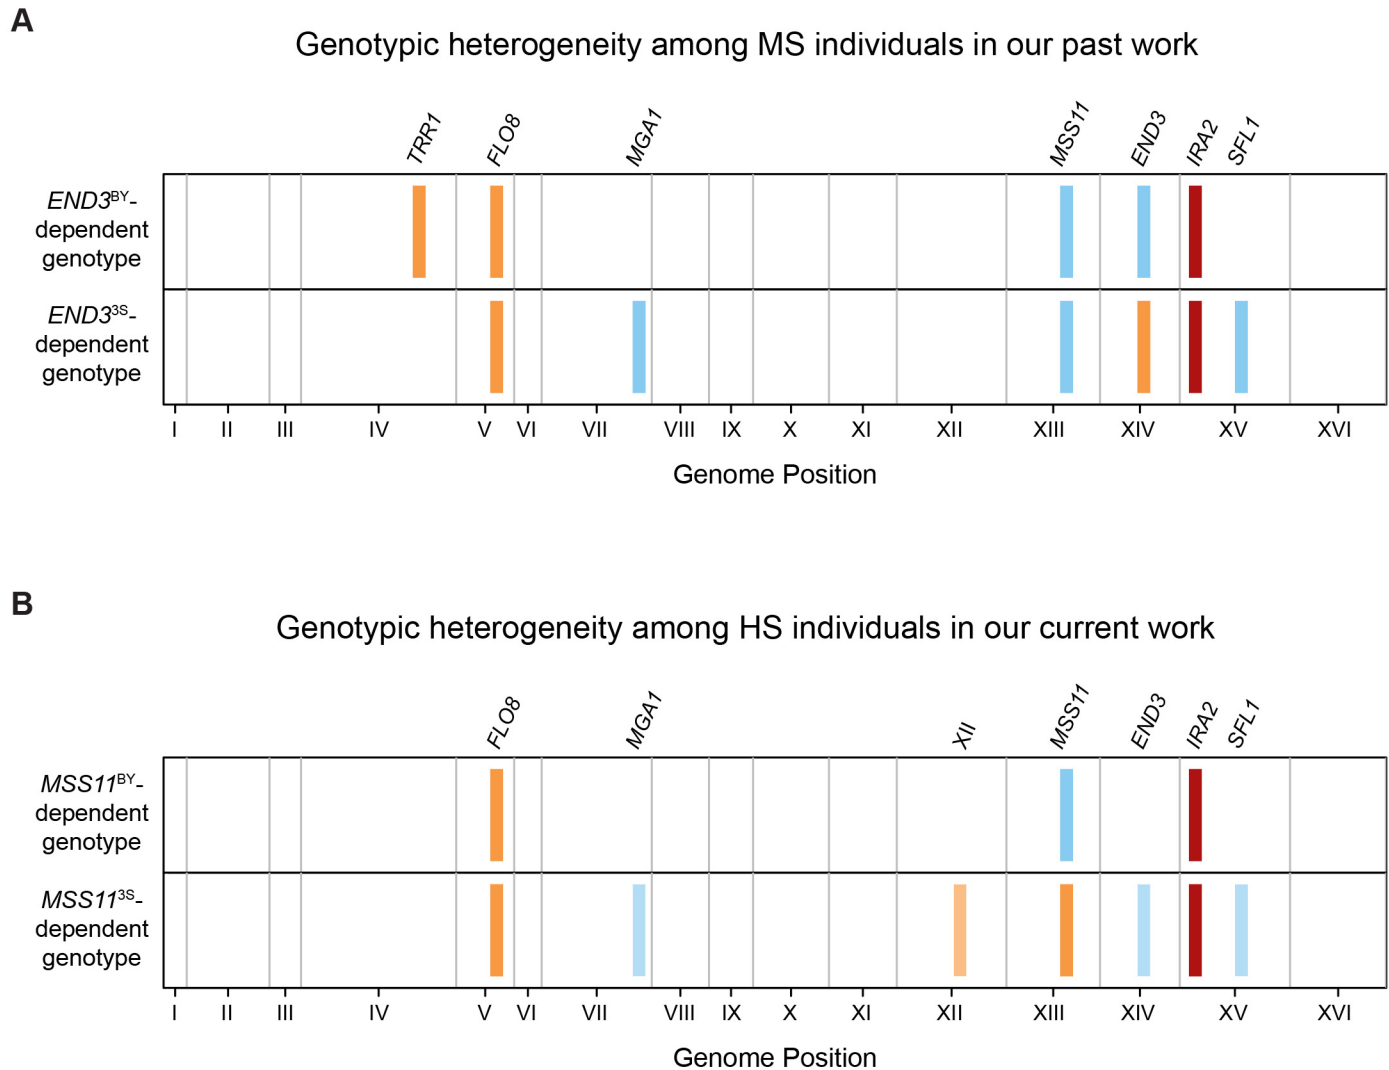 A
Genotypic heterogeneity among MS individuals in our past work
TRR1 FLO8 MGA1 MSS11 END3 IRA2 SFL1
END3BY-
dependent
genotype
END33S-
dependent
genotype
I II III IV V VI VII VIII IX X XI XII XIII XIV XV XVI
Genome Position
B
Genotypic heterogeneity among HS individuals in our current work
FLO8 MGA1 XII MSS11 END3 IRA2 SFL1
MSS11BY-
dependent
genotype
MSS113S-
dependent
genotype
I II III IV V VI VII VIII IX X XI XII XIII XIV XV XVI
Genome Position